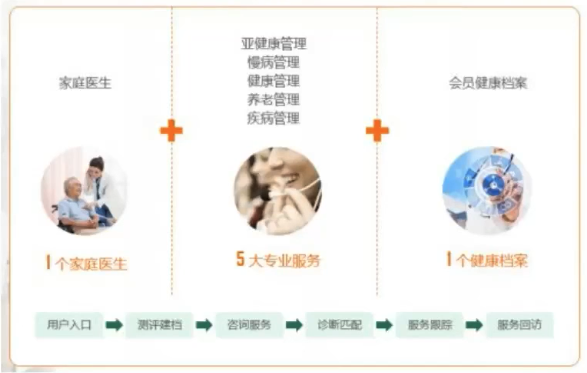 家庭医生
亚健康管理
慢病管理
健康管理
养老管理
疾病管理
会员健康档案
1个家庭医生
5大专业服务
1个健康档案
用户入口
测评建档
咨询服务
诊断匹配
服务跟踪
服务回访